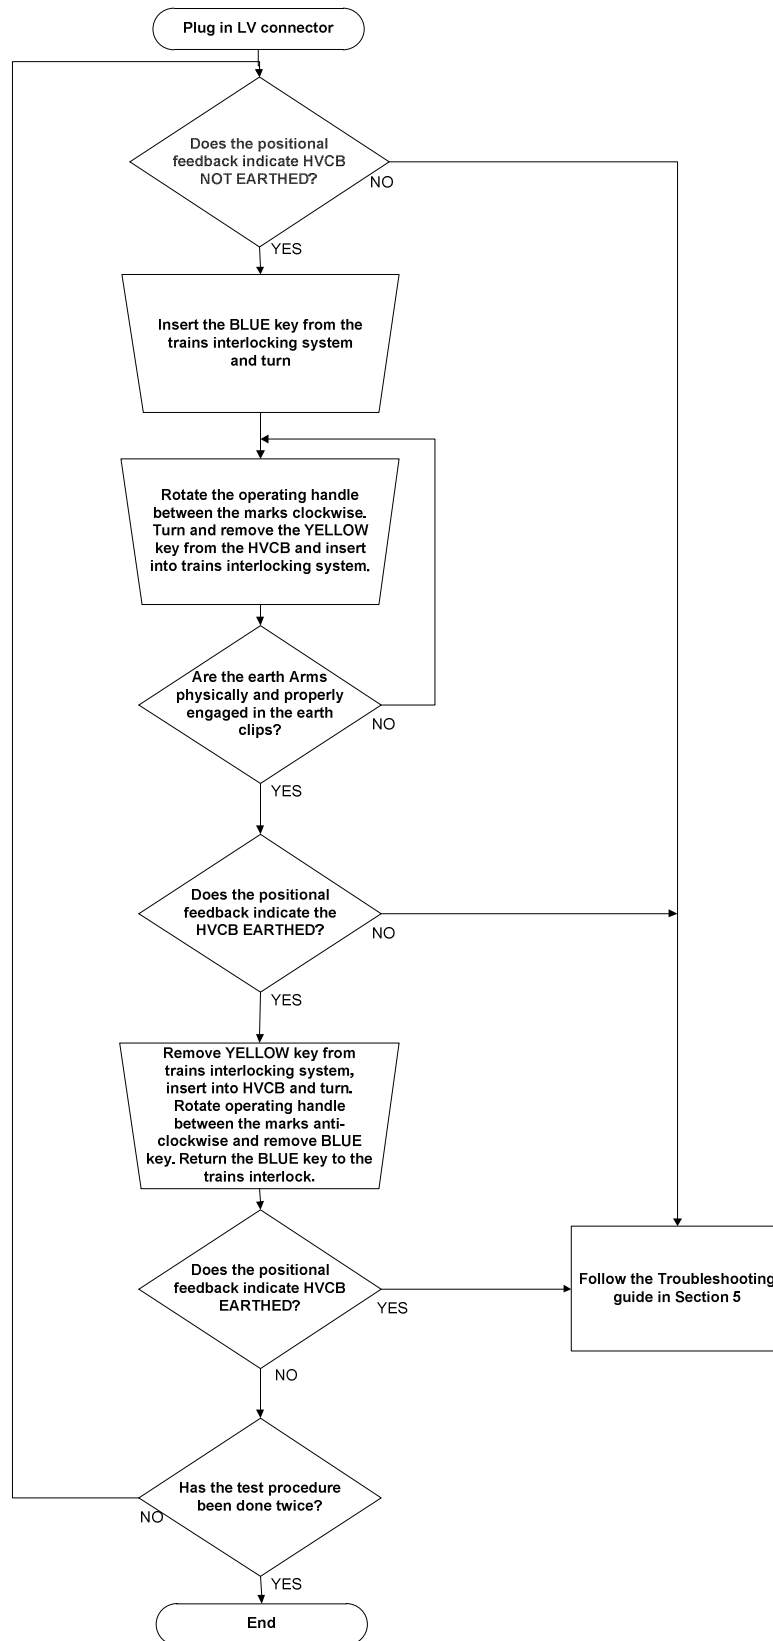 Plug in LV connector
Does the positional
feedback indicate HVCB
NOT EARTHED?
NO
YES
Insert the BLUE key from the
trains interlocking system
and turn
Rotate the operating handle
between the marks clockwise.
Turn and remove the YELLOW
key from the HVCB and insert
into trains interlocking system.
Are the earth Arms
physically and properly
engaged in the earth
clips?
NO
YES
Does the positional
feedback indicate the
HVCB EARTHED?
NO
YES
Remove YELLOW key from
trains interlocking system,
insert into HVCB and turn.
Rotate operating handle
between the marks anti-
clockwise and remove BLUE
key. Return the BLUE key to the
trains interlock.
Does the positional
feedback indicate HVCB
EARTHED?
YES
Follow the Troubleshooting
guide in Section 5
NO
Has the test procedure
been done twice?
NO
YES
End